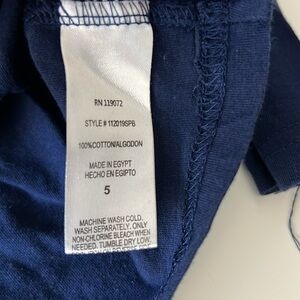 RN 119072
STYLE # 112019SPB
100%COTTON/ALGODON
MADE IN EGYPT
HECHO EN EGIPTO
5
MACHINE WASH COLD.
WASH SEPARATELY. ONLY
NON-CHLORINE BLEACH WHEN
NEEDED. TUMBLE DRY LOW.